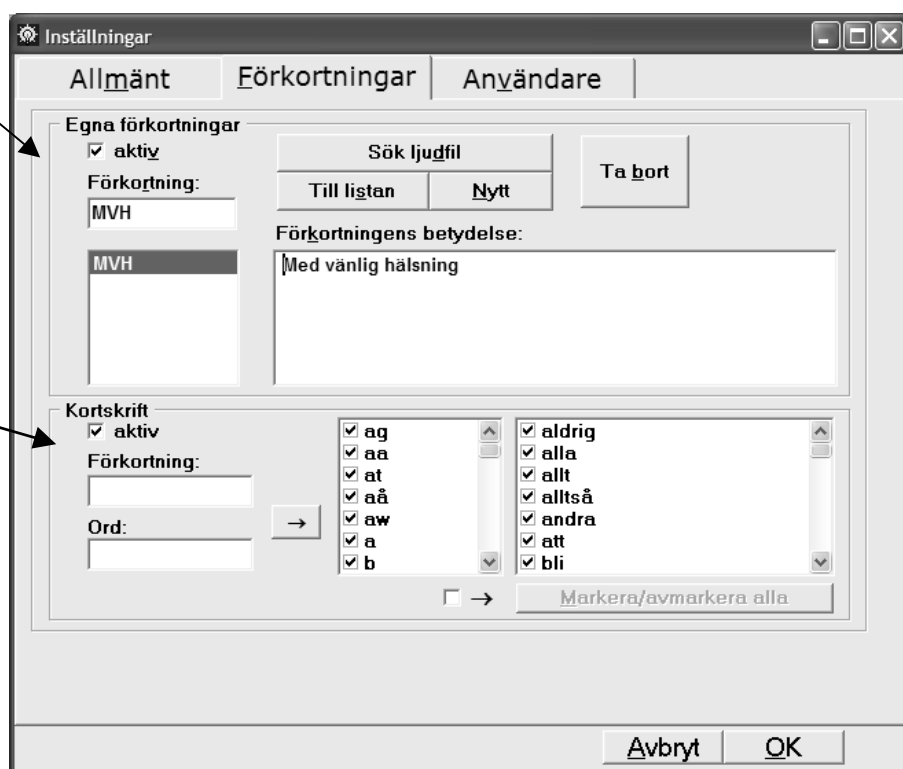 Inställningar
Allmänt Förkortningar Användare
Egna förkortningar
aktiv
Sök ljudfil
Ta bort
Förkortning:
Till listan Nytt
MVH
Förkortningens betydelse:
MVH
Med vänlig hälsning
Kortskrift
aktiv
Förkortning:
Ord:
→
ag aldrig
aa alla
at allt
aå alltså
aw andra
a att
b bli
→ Markera/avmarkera alla
Avbryt OK